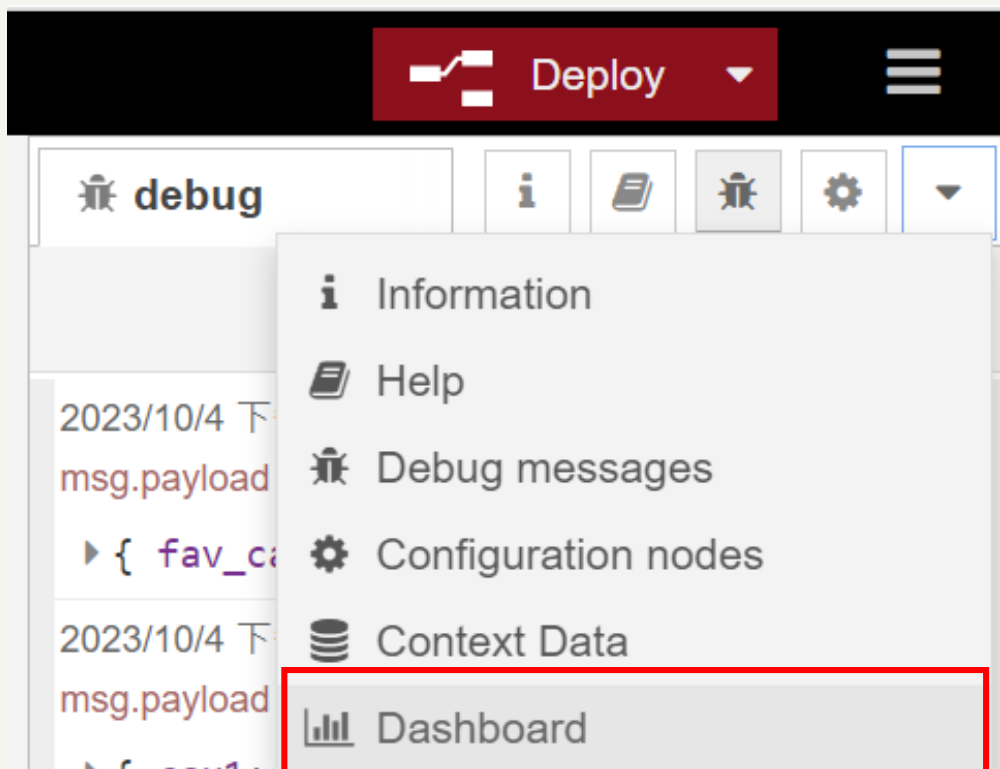 Deploy
debug
Information
Help
2023/10/4 下
Debug messages
msg.payload
Configuration nodes
{ fav_ca
Context Data
2023/10/4 下
msg.payload
Dashboard